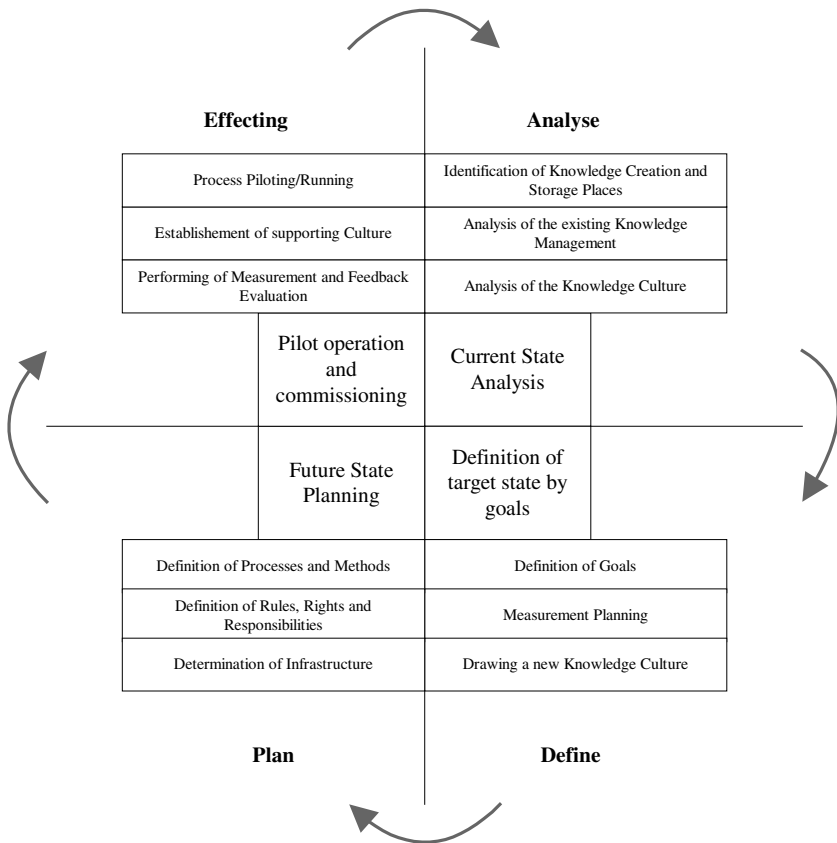 Effecting
Analyse
Process Piloting/Running
Identification of Knowledge Creation and
Storage Places
Establishement of supporting Culture
Analysis of the existing Knowledge
Management
Performing of Measurement and Feedback
Evaluation
Analysis of the Knowledge Culture
Pilot operation
and
commissioning
Current State
Analysis
Future State
Planning
Definition of
target state by
goals
Definition of Processes and Methods
Definition of Goals
Definition of Rules, Rights and
Responsibilities
Measurement Planning
Determination of Infrastructure
Drawing a new Knowledge Culture
Plan
Define